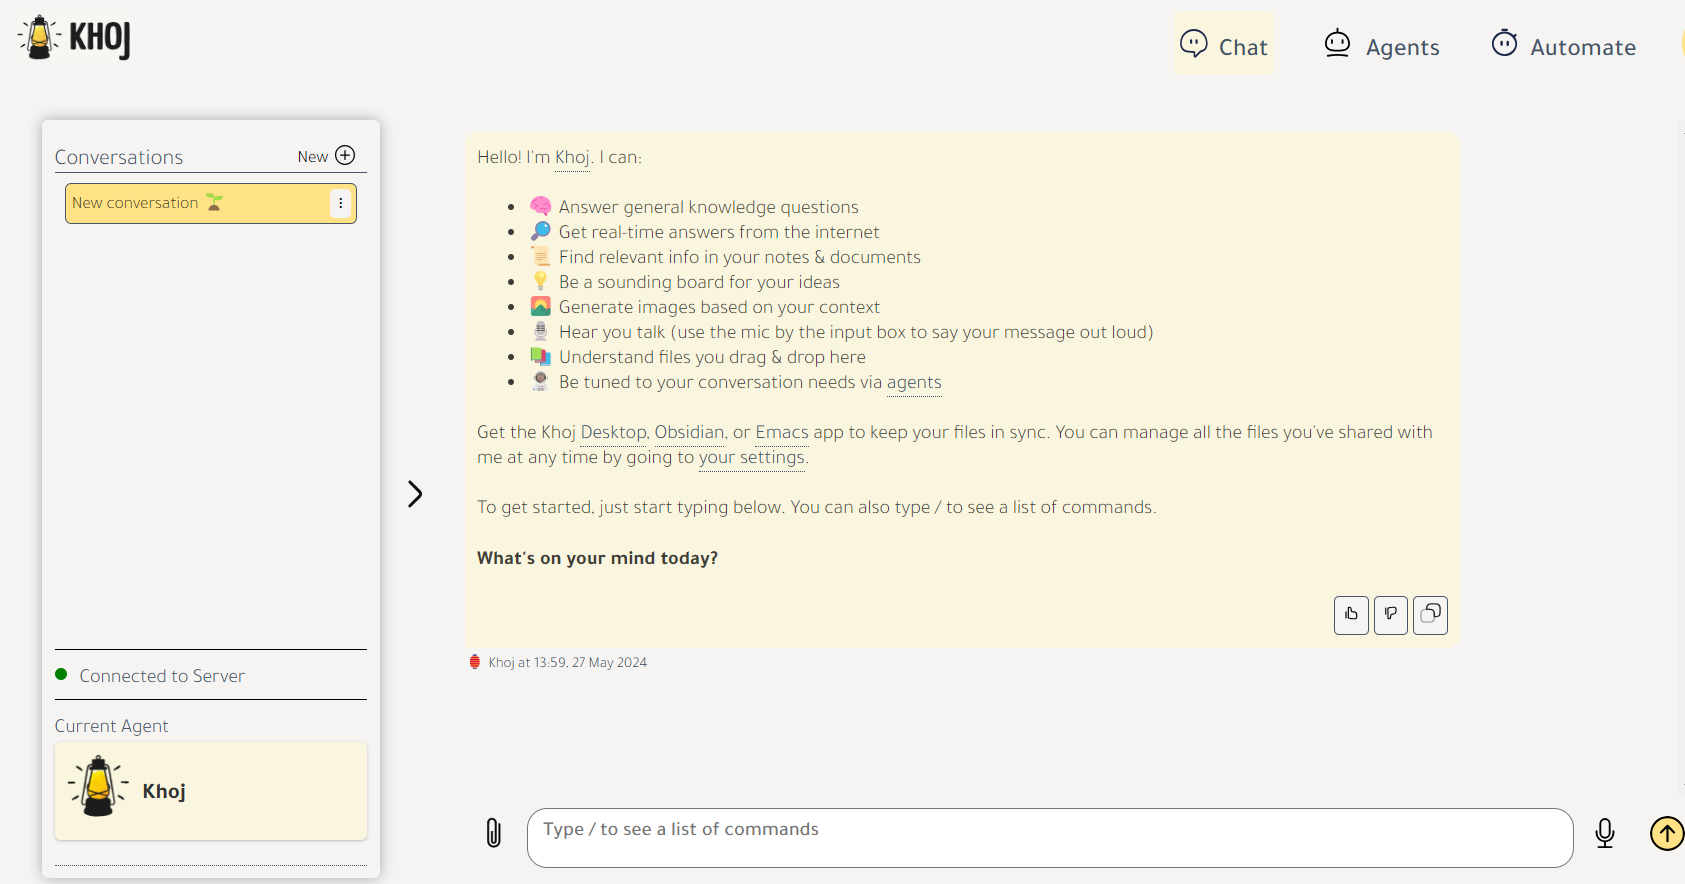 KHOJ
Chat
Agents
Automate
Conversations
New
New conversation 🌱
Connected to Server
Current Agent
Khoj
Hello! I'm Khoj. I can:
• 🧠 Answer general knowledge questions
• 🔎 Get real-time answers from the internet
• 📜 Find relevant info in your notes & documents
• 💡 Be a sounding board for your ideas
• 🌄 Generate images based on your context
• 🎙️ Hear you talk (use the mic by the input box to say your message out loud)
• 📚 Understand files you drag & drop here
• 👩🏾‍🚀 Be tuned to your conversation needs via agents
Get the Khoj Desktop, Obsidian, or Emacs app to keep your files in sync. You can manage all the files you've shared with
me at any time by going to your settings.
To get started, just start typing below. You can also type / to see a list of commands.
What's on your mind today?
🏮 Khoj at 13:59, 27 May 2024
Type / to see a list of commands